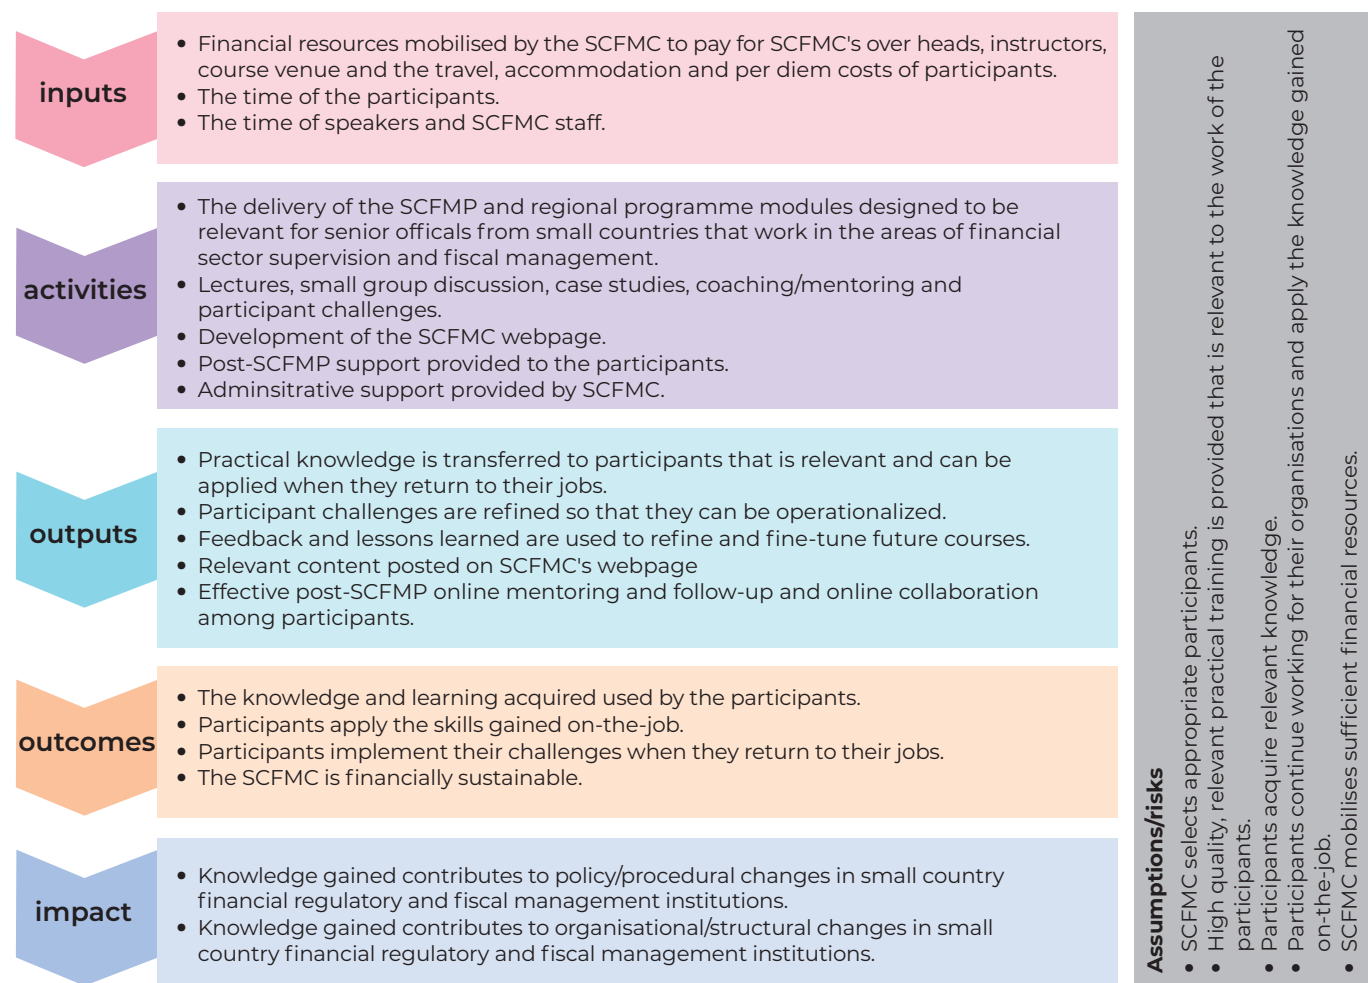 inputs
• Financial resources mobilised by the SCFMC to pay for SCFMC's over heads, instructors,
course venue and the travel, accommodation and per diem costs of participants.
• The time of the participants.
• The time of speakers and SCFMC staff.
activities
• The delivery of the SCFMP and regional programme modules designed to be
relevant for senior officals from small countries that work in the areas of financial
sector supervision and fiscal management.
• Lectures, small group discussion, case studies, coaching/mentoring and
participant challenges.
• Development of the SCFMC webpage.
• Post-SCFMP support provided to the participants.
• Adminsitrative support provided by SCFMC.
outputs
• Practical knowledge is transferred to participants that is relevant and can be
applied when they return to their jobs.
• Participant challenges are refined so that they can be operationalized.
• Feedback and lessons learned are used to refine and fine-tune future courses.
• Relevant content posted on SCFMC's webpage
• Effective post-SCFMP online mentoring and follow-up and online collaboration
among participants.
outcomes
• The knowledge and learning acquired used by the participants.
• Participants apply the skills gained on-the-job.
• Participants implement their challenges when they return to their jobs.
• The SCFMC is financially sustainable.
impact
• Knowledge gained contributes to policy/procedural changes in small country
financial regulatory and fiscal management institutions.
• Knowledge gained contributes to organisational/structural changes in small
country financial regulatory and fiscal management institutions.
Assumptions/risks
• SCFMC selects appropriate participants.
• High quality, relevant practical training is provided that is relevant to the work of the
participants.
• Participants acquire relevant knowledge.
• Participants continue working for their organisations and apply the knowledge gained
on-the-job.
• SCFMC mobilises sufficient financial resources.